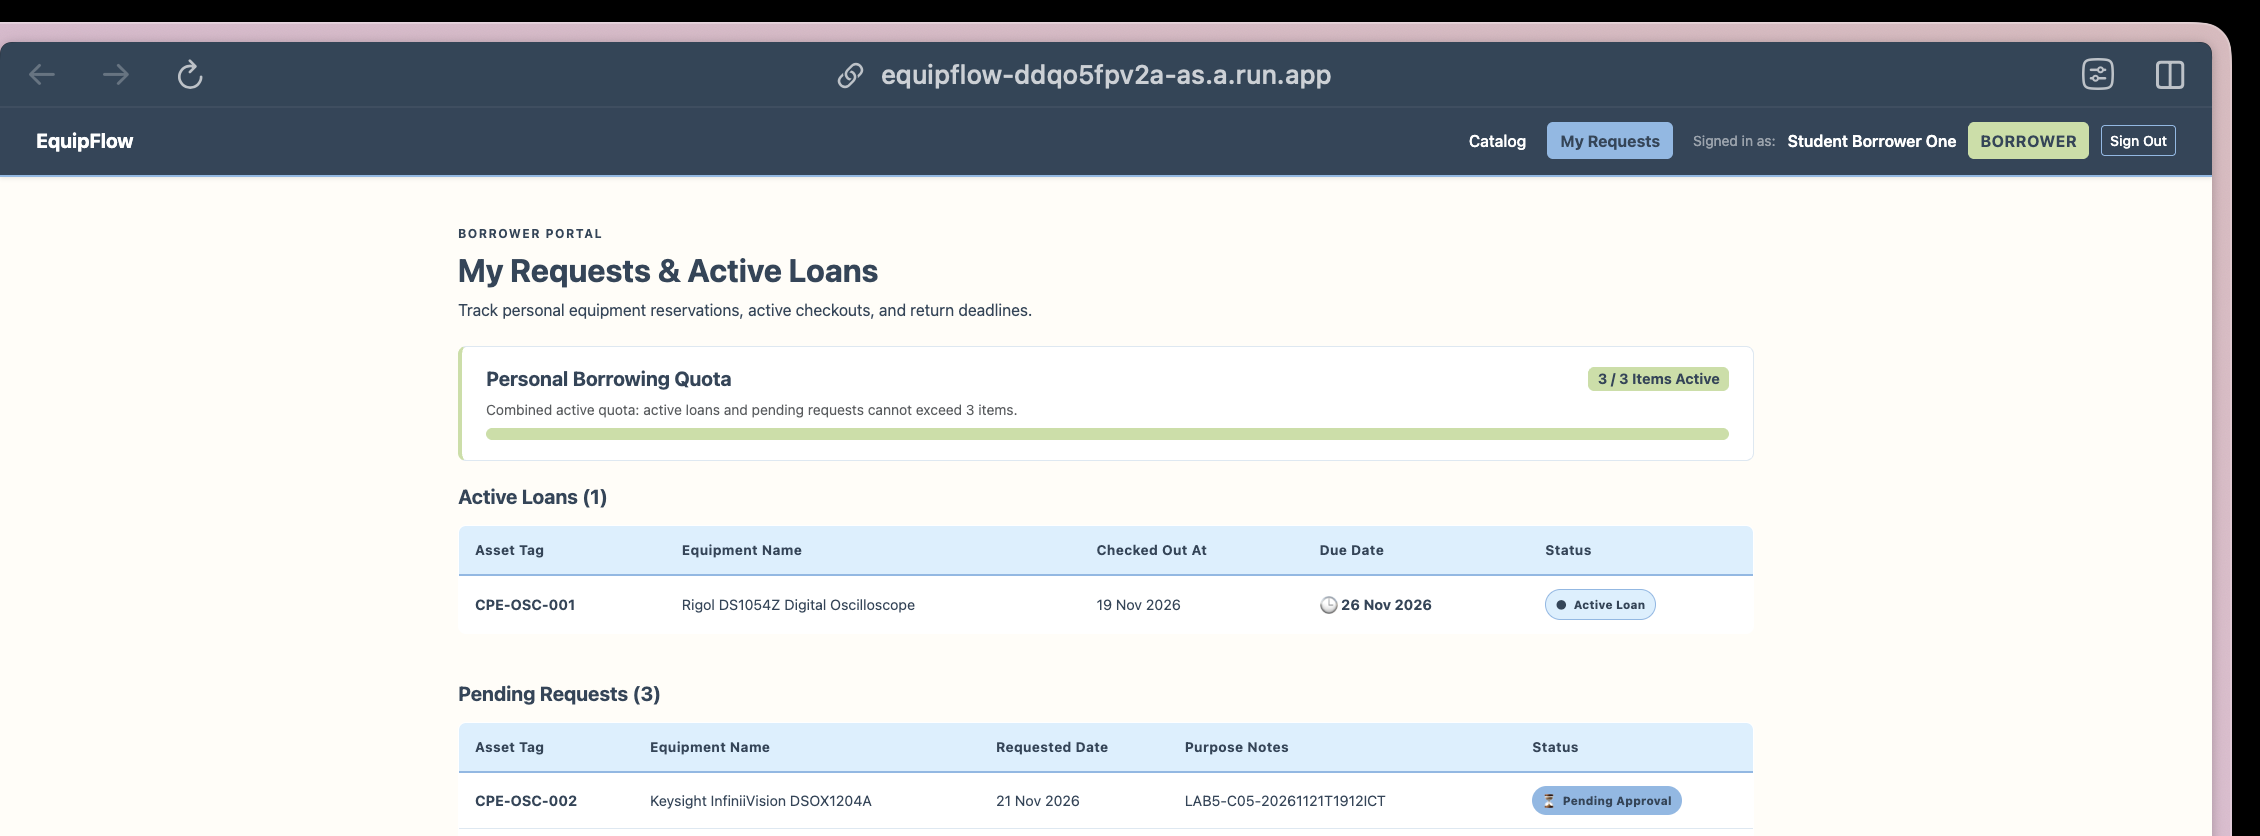 equipflow-ddqo5fpv2a-as.a.run.app
EquipFlow Catalog My Requests Signed in as: Student Borrower One BORROWER Sign Out
BORROWER PORTAL
My Requests & Active Loans
Track personal equipment reservations, active checkouts, and return deadlines.
Personal Borrowing Quota 3 / 3 Items Active
Combined active quota: active loans and pending requests cannot exceed 3 items.
Active Loans (1)
Asset Tag Equipment Name Checked Out At Due Date Status
CPE-OSC-001 Rigol DS1054Z Digital Oscilloscope 19 Nov 2026 26 Nov 2026 Active Loan
Pending Requests (3)
Asset Tag Equipment Name Requested Date Purpose Notes Status
CPE-OSC-002 Keysight InfiniiVision DSOX1204A 21 Nov 2026 LAB5-C05-20261121T1912ICT Pending Approval